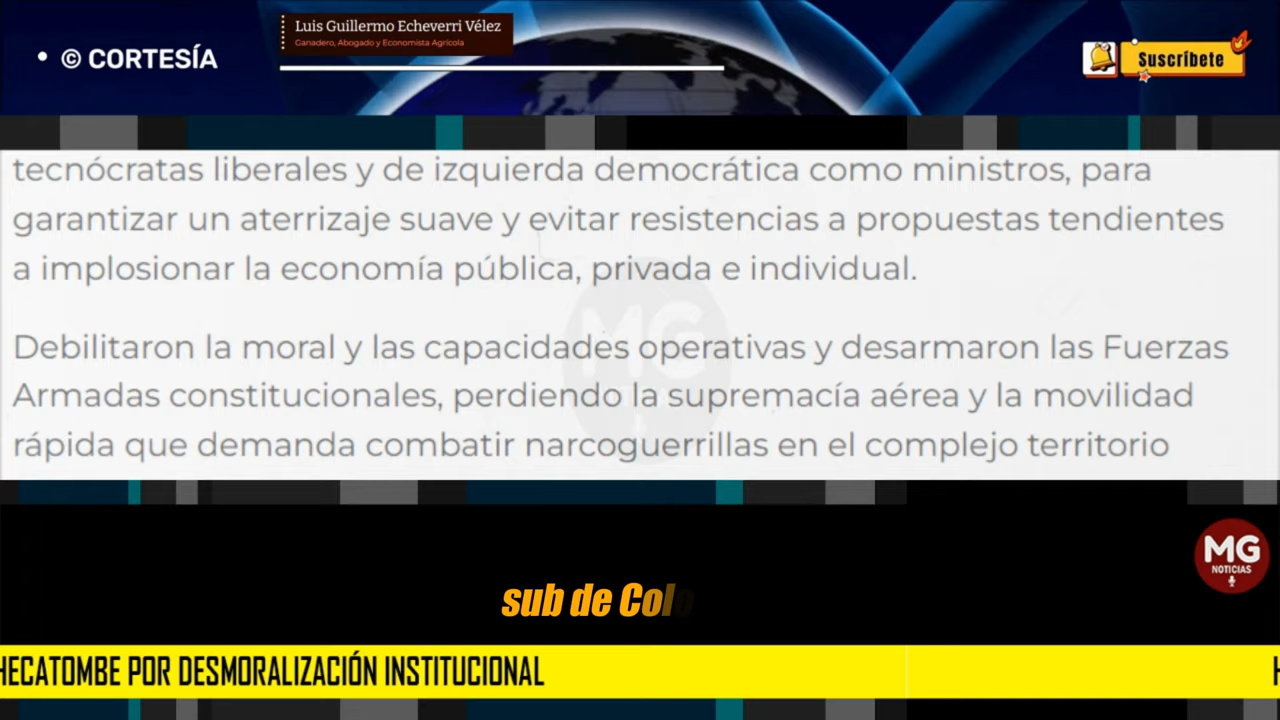 • © CORTESÍA
Luis Guillermo Echeverri Vélez
Ganadero, Abogado y Economista Agrícola
Suscríbete
tecnócratas liberales y de izquierda democrática como ministros, para
garantizar un aterrizaje suave y evitar resistencias a propuestas tendientes
a implosionar la economía pública, privada e individual.
MG
Debilitaron la moral y las capacidades operativas y desarmaron las Fuerzas
Armadas constitucionales, perdiendo la supremacía aérea y la movilidad
rápida que demanda combatir narcoguerrillas en el complejo territorio
MG
NOTICIAS
sub de Colo
HECATOMBE POR DESMORALIZACIÓN INSTITUCIONAL